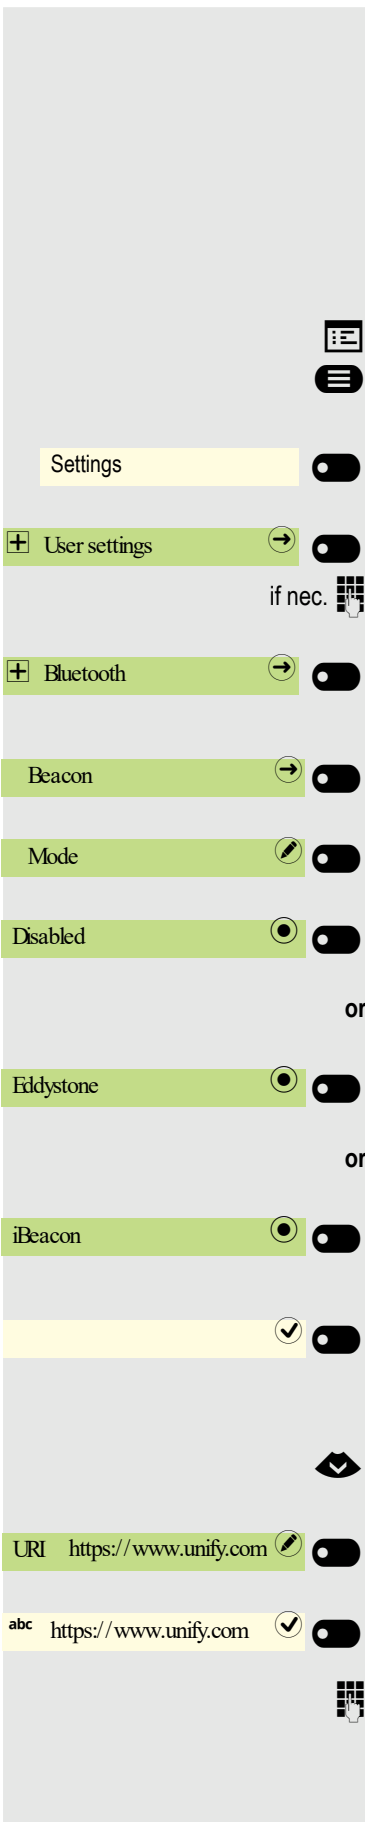 Settings
User settings
if nec.
Bluetooth
Beacon
Mode
Disabled
or
Eddystone
or
iBeacon
URI https://www.unify.com
abc https://www.unify.com